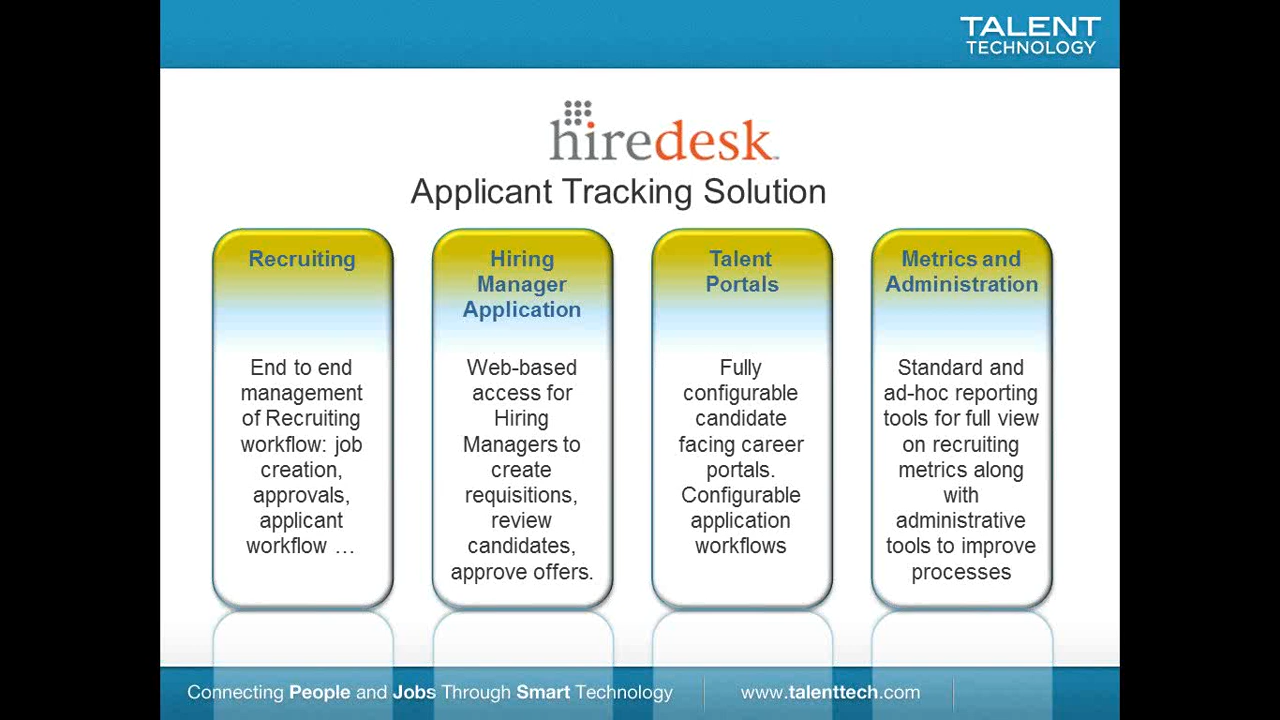 TALENT
TECHNOLOGY
hiredesk™
Applicant Tracking Solution
Recruiting
End to end
management
of Recruiting
workflow: job
creation,
approvals,
applicant
workflow …
Hiring
Manager
Application
Web-based
access for
Hiring
Managers to
create
requisitions,
review
candidates,
approve offers.
Talent
Portals
Fully
configurable
candidate
facing career
portals.
Configurable
application
workflows
Metrics and
Administration
Standard and
ad-hoc reporting
tools for full view
on recruiting
metrics along
with
administrative
tools to improve
processes
Connecting People and Jobs Through Smart Technology
www.talenttech.com